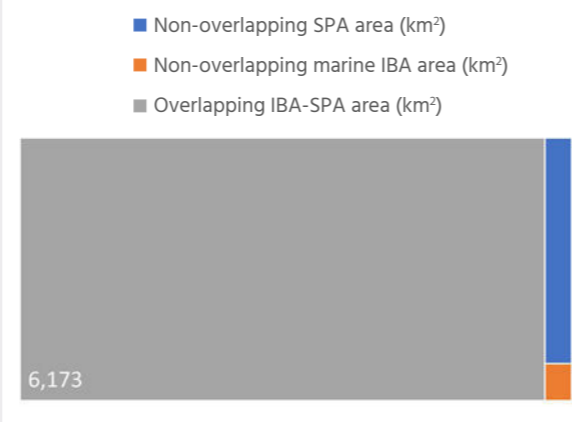 Non-overlapping SPA area (km²)
Non-overlapping marine IBA area (km²)
Overlapping IBA-SPA area (km²)
6,173